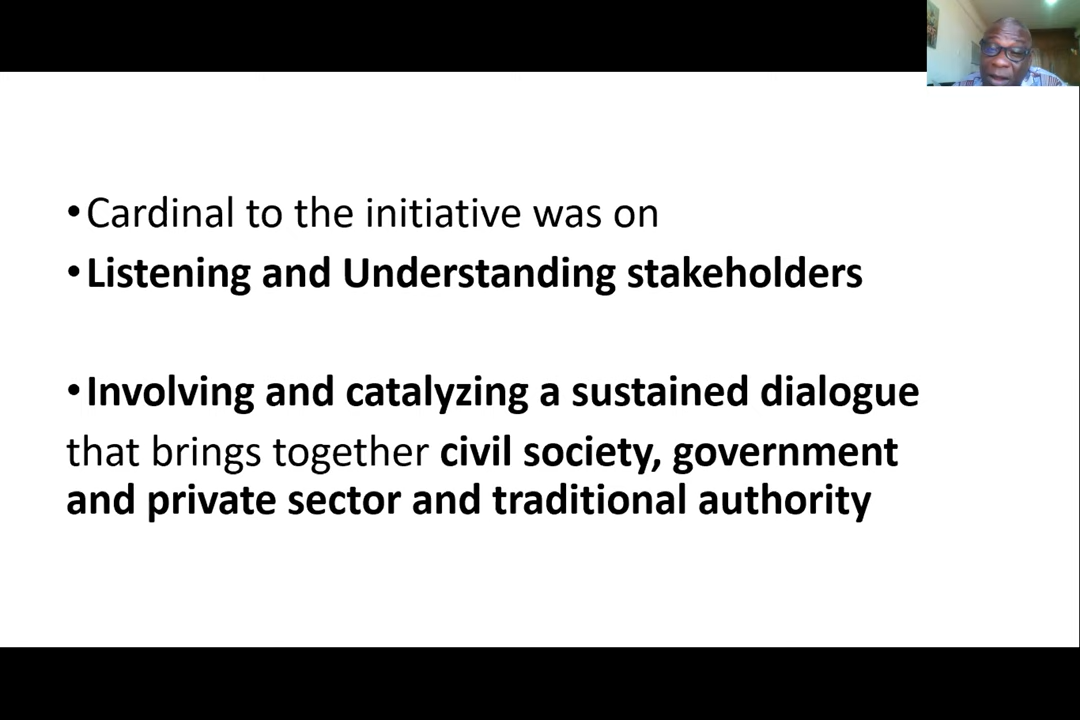 •Cardinal to the initiative was on
•Listening and Understanding stakeholders
•Involving and catalyzing a sustained dialogue
that brings together civil society, government
and private sector and traditional authority